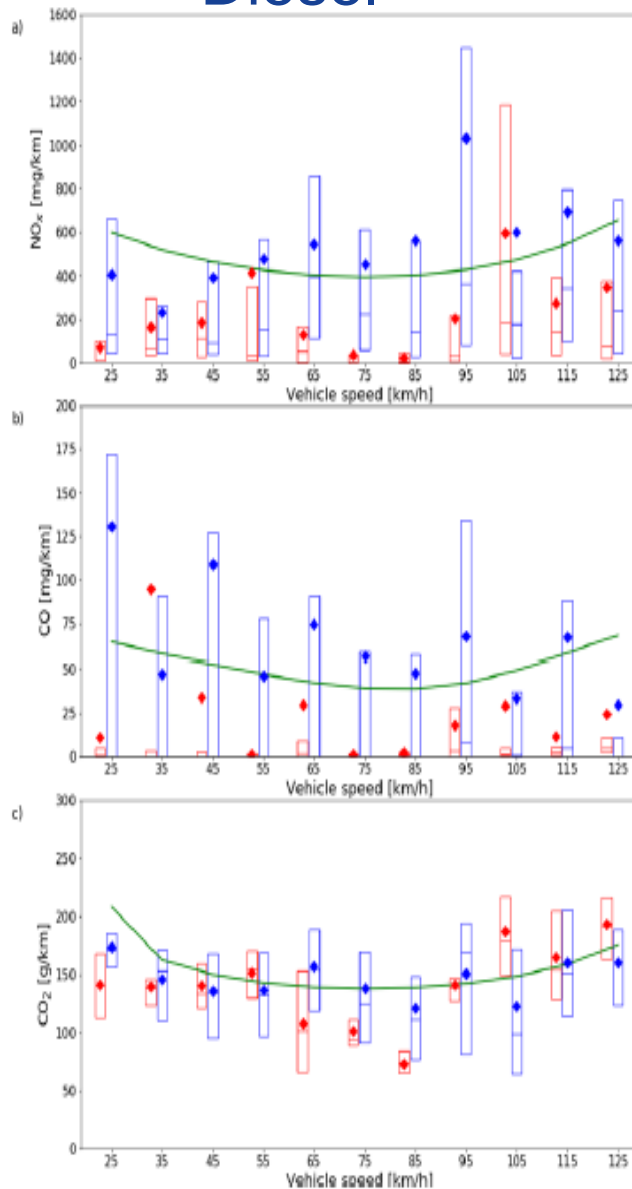 Diesel
a)
NOx [mg/km]
1600
1400
1200
1000
800
600
400
200
0
25 35 45 55 65 75 85 95 105 115 125
Vehicle speed [km/h]
b)
CO [mg/km]
200
175
150
125
100
75
50
25
0
25 35 45 55 65 75 85 95 105 115 125
Vehicle speed [km/h]
c)
CO2 [g/km]
300
250
200
150
100
50
0
25 35 45 55 65 75 85 95 105 115 125
Vehicle speed [km/h]